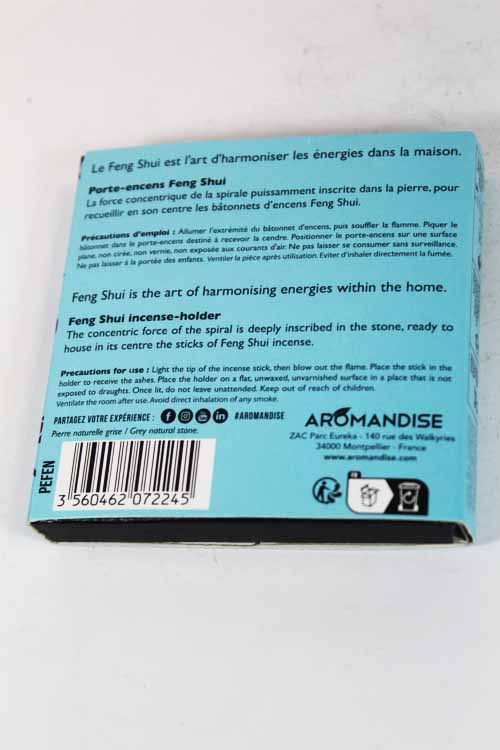 Le Feng Shui est l'art d'harmoniser les énergies dans la maison.
Porte-encens Feng Shui
La force concentrique de la spirale puissamment inscrite dans la pierre, pour
recueillir en son centre les bâtonnets d'encens Feng Shui.
Précautions d'emploi : Allumer l'extrémité du bâtonnet d'encens, puis souffler la flamme. Piquer le
bâtonnet dans le porte-encens destiné à recevoir la cendre. Positionner le porte-encens sur une surface
plane, non cirée, non vernie, non exposée aux courants d'air. Ne pas laisser se consumer sans surveillance.
Ne pas laisser à la portée des enfants. Ventiler la pièce après utilisation. Eviter d'inhaler directement la fumée.
Feng Shui is the art of harmonising energies within the home.
Feng Shui incense-holder
The concentric force of the spiral is deeply inscribed in the stone, ready to
house in its centre the sticks of Feng Shui incense.
Precautions for use : Light the tip of the incense stick, then blow out the flame. Place the stick in the
holder to receive the ashes. Place the holder on a flat, unwaxed, unvarnished surface in a place that is not
exposed to draughts. Once lit, do not leave unattended. Keep out of reach of children.
Ventilate the room after use. Avoid direct inhalation of any smoke.
PARTAGEZ VOTRE EXPÉRIENCE : #AROMANDISE
Pierre naturelle grise / Grey natural stone.
PEFEN
3 560462 072245
AROMANDISE
ZAC Parc Eureka - 140 rue des Walkyries
34000 Montpellier - France
www.aromandise.com
FR